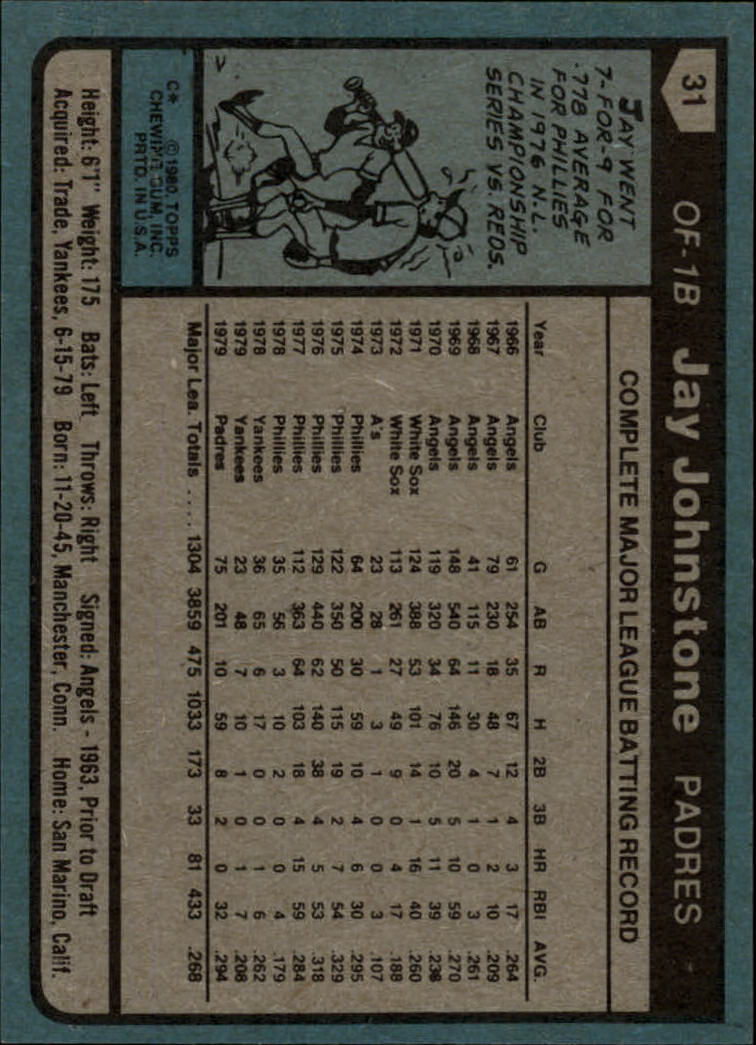 31
OF-1B Jay Johnstone PADRES
JAY WENT
7-FOR-9 FOR
.778 AVERAGE
FOR PHILLIES
IN 1976 N.L.
CHAMPIONSHIP
SERIES VS. REDS.
C* © 1980 TOPPS
CHEWING GUM, INC.
PRTD. IN U.S.A.
COMPLETE MAJOR LEAGUE BATTING RECORD
Year Club G AB R H 2B 3B HR RBI AVG.
1966 Angels 61 254 35 67 12 4 3 17 .264
1967 Angels 79 230 18 48 7 1 2 10 .209
1968 Angels 41 115 11 30 4 1 0 3 .261
1969 Angels 148 540 64 146 20 5 10 59 .270
1970 Angels 119 320 34 76 10 5 11 39 .238
1971 White Sox 124 388 53 101 14 1 16 40 .260
1972 White Sox 113 261 27 49 9 0 4 17 .188
1973 A's 23 28 1 3 1 0 0 3 .107
1974 Phillies 64 200 30 59 10 4 6 30 .295
1975 Phillies 122 350 50 115 19 2 7 54 .329
1976 Phillies 129 440 62 140 38 4 5 53 .318
1977 Phillies 112 363 64 103 18 4 15 59 .284
1978 Phillies 35 56 3 10 2 0 0 4 .179
1978 Yankees 36 65 6 17 0 0 1 6 .262
1979 Yankees 23 48 7 10 1 0 1 7 .208
1979 Padres 75 201 10 59 8 2 0 32 .294
Major Lea. Totals .... 1304 3859 475 1033 173 33 81 433 .268
Height: 6'1" Weight: 175 Bats: Left Throws: Right Signed: Angels - 1963, Prior to Draft
Acquired: Trade, Yankees, 6-15-79 Born: 11-20-45, Manchester, Conn. Home: San Marino, Calif.